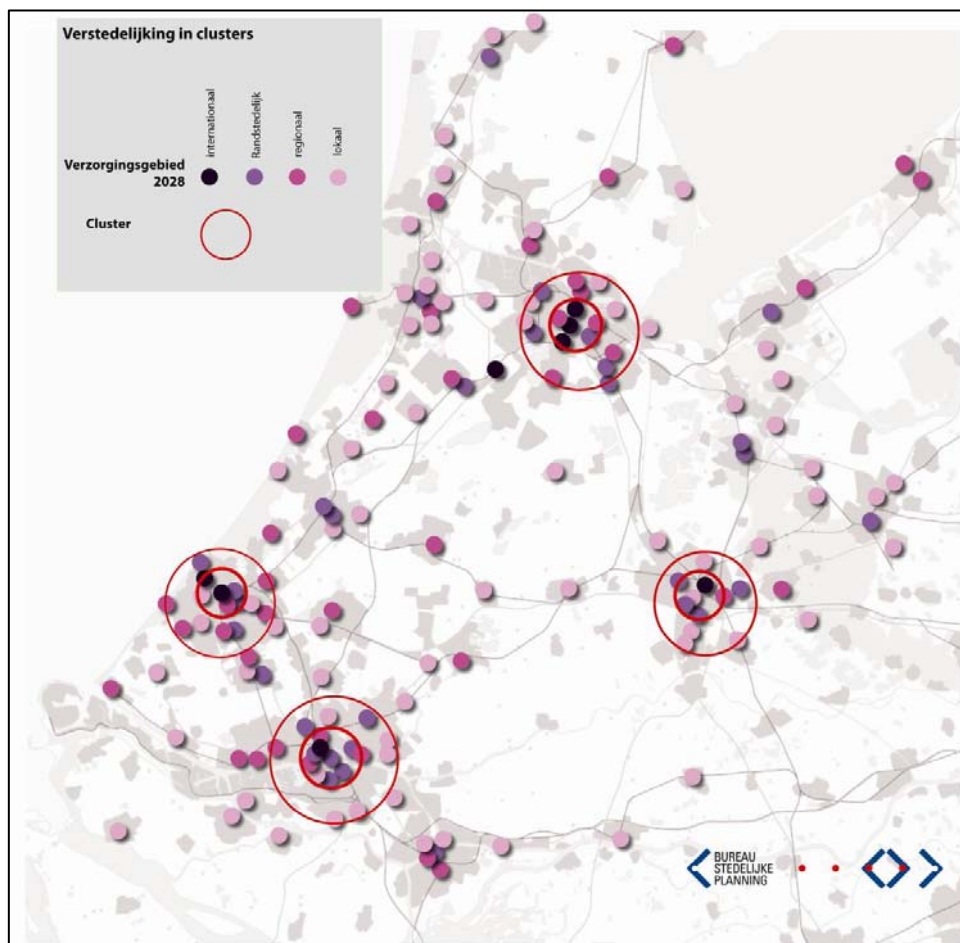 Verstedelijking in clusters
internationaal
Randstedelijk
regionaal
lokaal
Verzorgingsgebied
2028
Cluster
BUREAU
STEDELIJKE
PLANNING